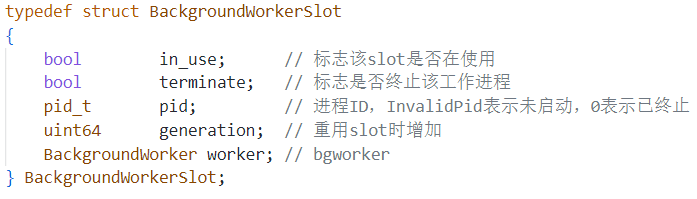 typedef struct BackgroundWorkerSlot
{
    bool        in_use;      // 标志该slot是否在使用
    bool        terminate;   // 标志是否终止该工作进程
    pid_t       pid;         // 进程ID，InvalidPid表示未启动，0表示已终止
    uint64      generation;  // 重用slot时增加
    BackgroundWorker worker; // bgworker
} BackgroundWorkerSlot;